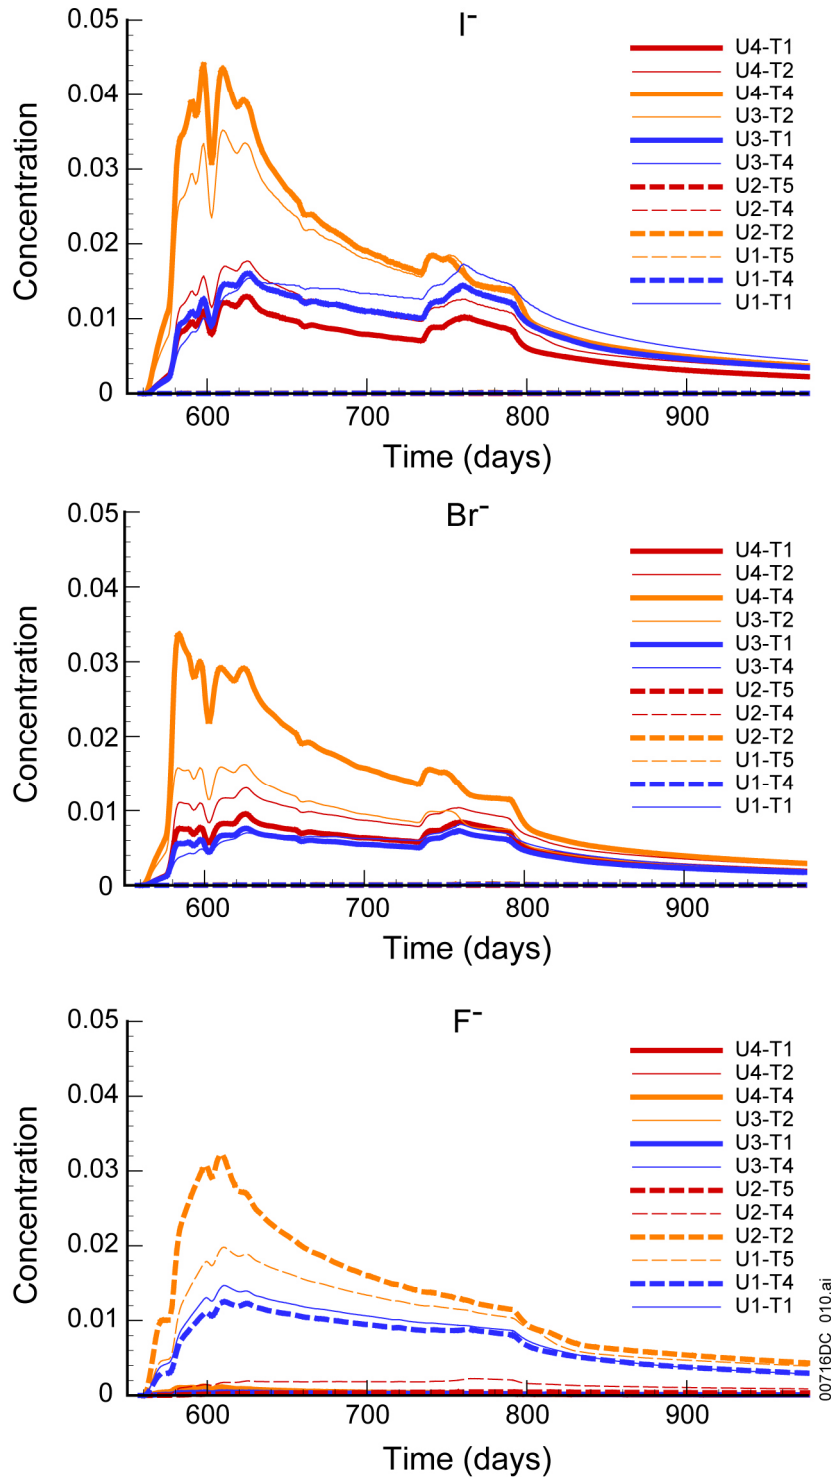 I-
Concentration
0.05
0.04
0.03
0.02
0.01
0
600
700
800
900
Time (days)
U4-T1
U4-T2
U4-T4
U3-T2
U3-T1
U3-T4
U2-T5
U2-T4
U2-T2
U1-T5
U1-T4
U1-T1
Br-
Concentration
0.05
0.04
0.03
0.02
0.01
0
600
700
800
900
Time (days)
U4-T1
U4-T2
U4-T4
U3-T2
U3-T1
U3-T4
U2-T5
U2-T4
U2-T2
U1-T5
U1-T4
U1-T1
F-
Concentration
0.05
0.04
0.03
0.02
0.01
0
600
700
800
900
Time (days)
U4-T1
U4-T2
U4-T4
U3-T2
U3-T1
U3-T4
U2-T5
U2-T4
U2-T2
U1-T5
U1-T4
U1-T1
00716DC_010.ai